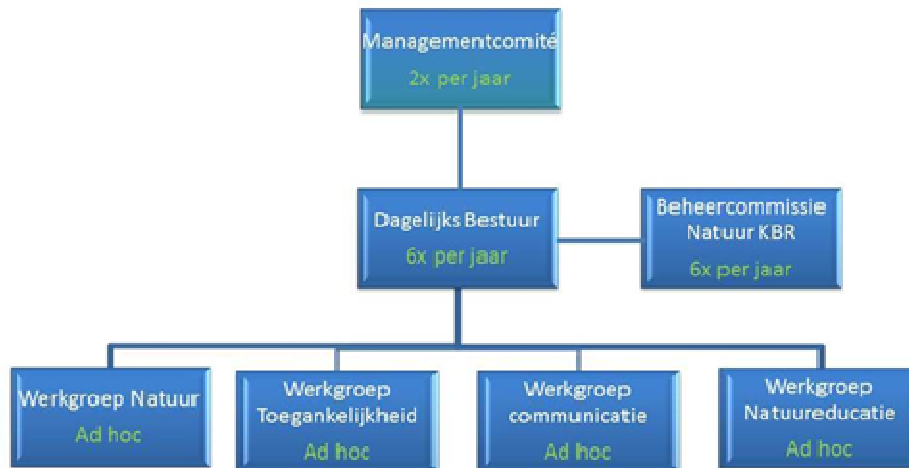 Managementcomité
2x per jaar
Dagelijks Bestuur
6x per jaar
Beheercommissie
Natuur KBR
6x per jaar
Werkgroep Natuur
Ad hoc
Werkgroep
Toegankelijkheid
Ad hoc
Werkgroep
communicatie
Ad hoc
Werkgroep
Natuureducatie
Ad hoc